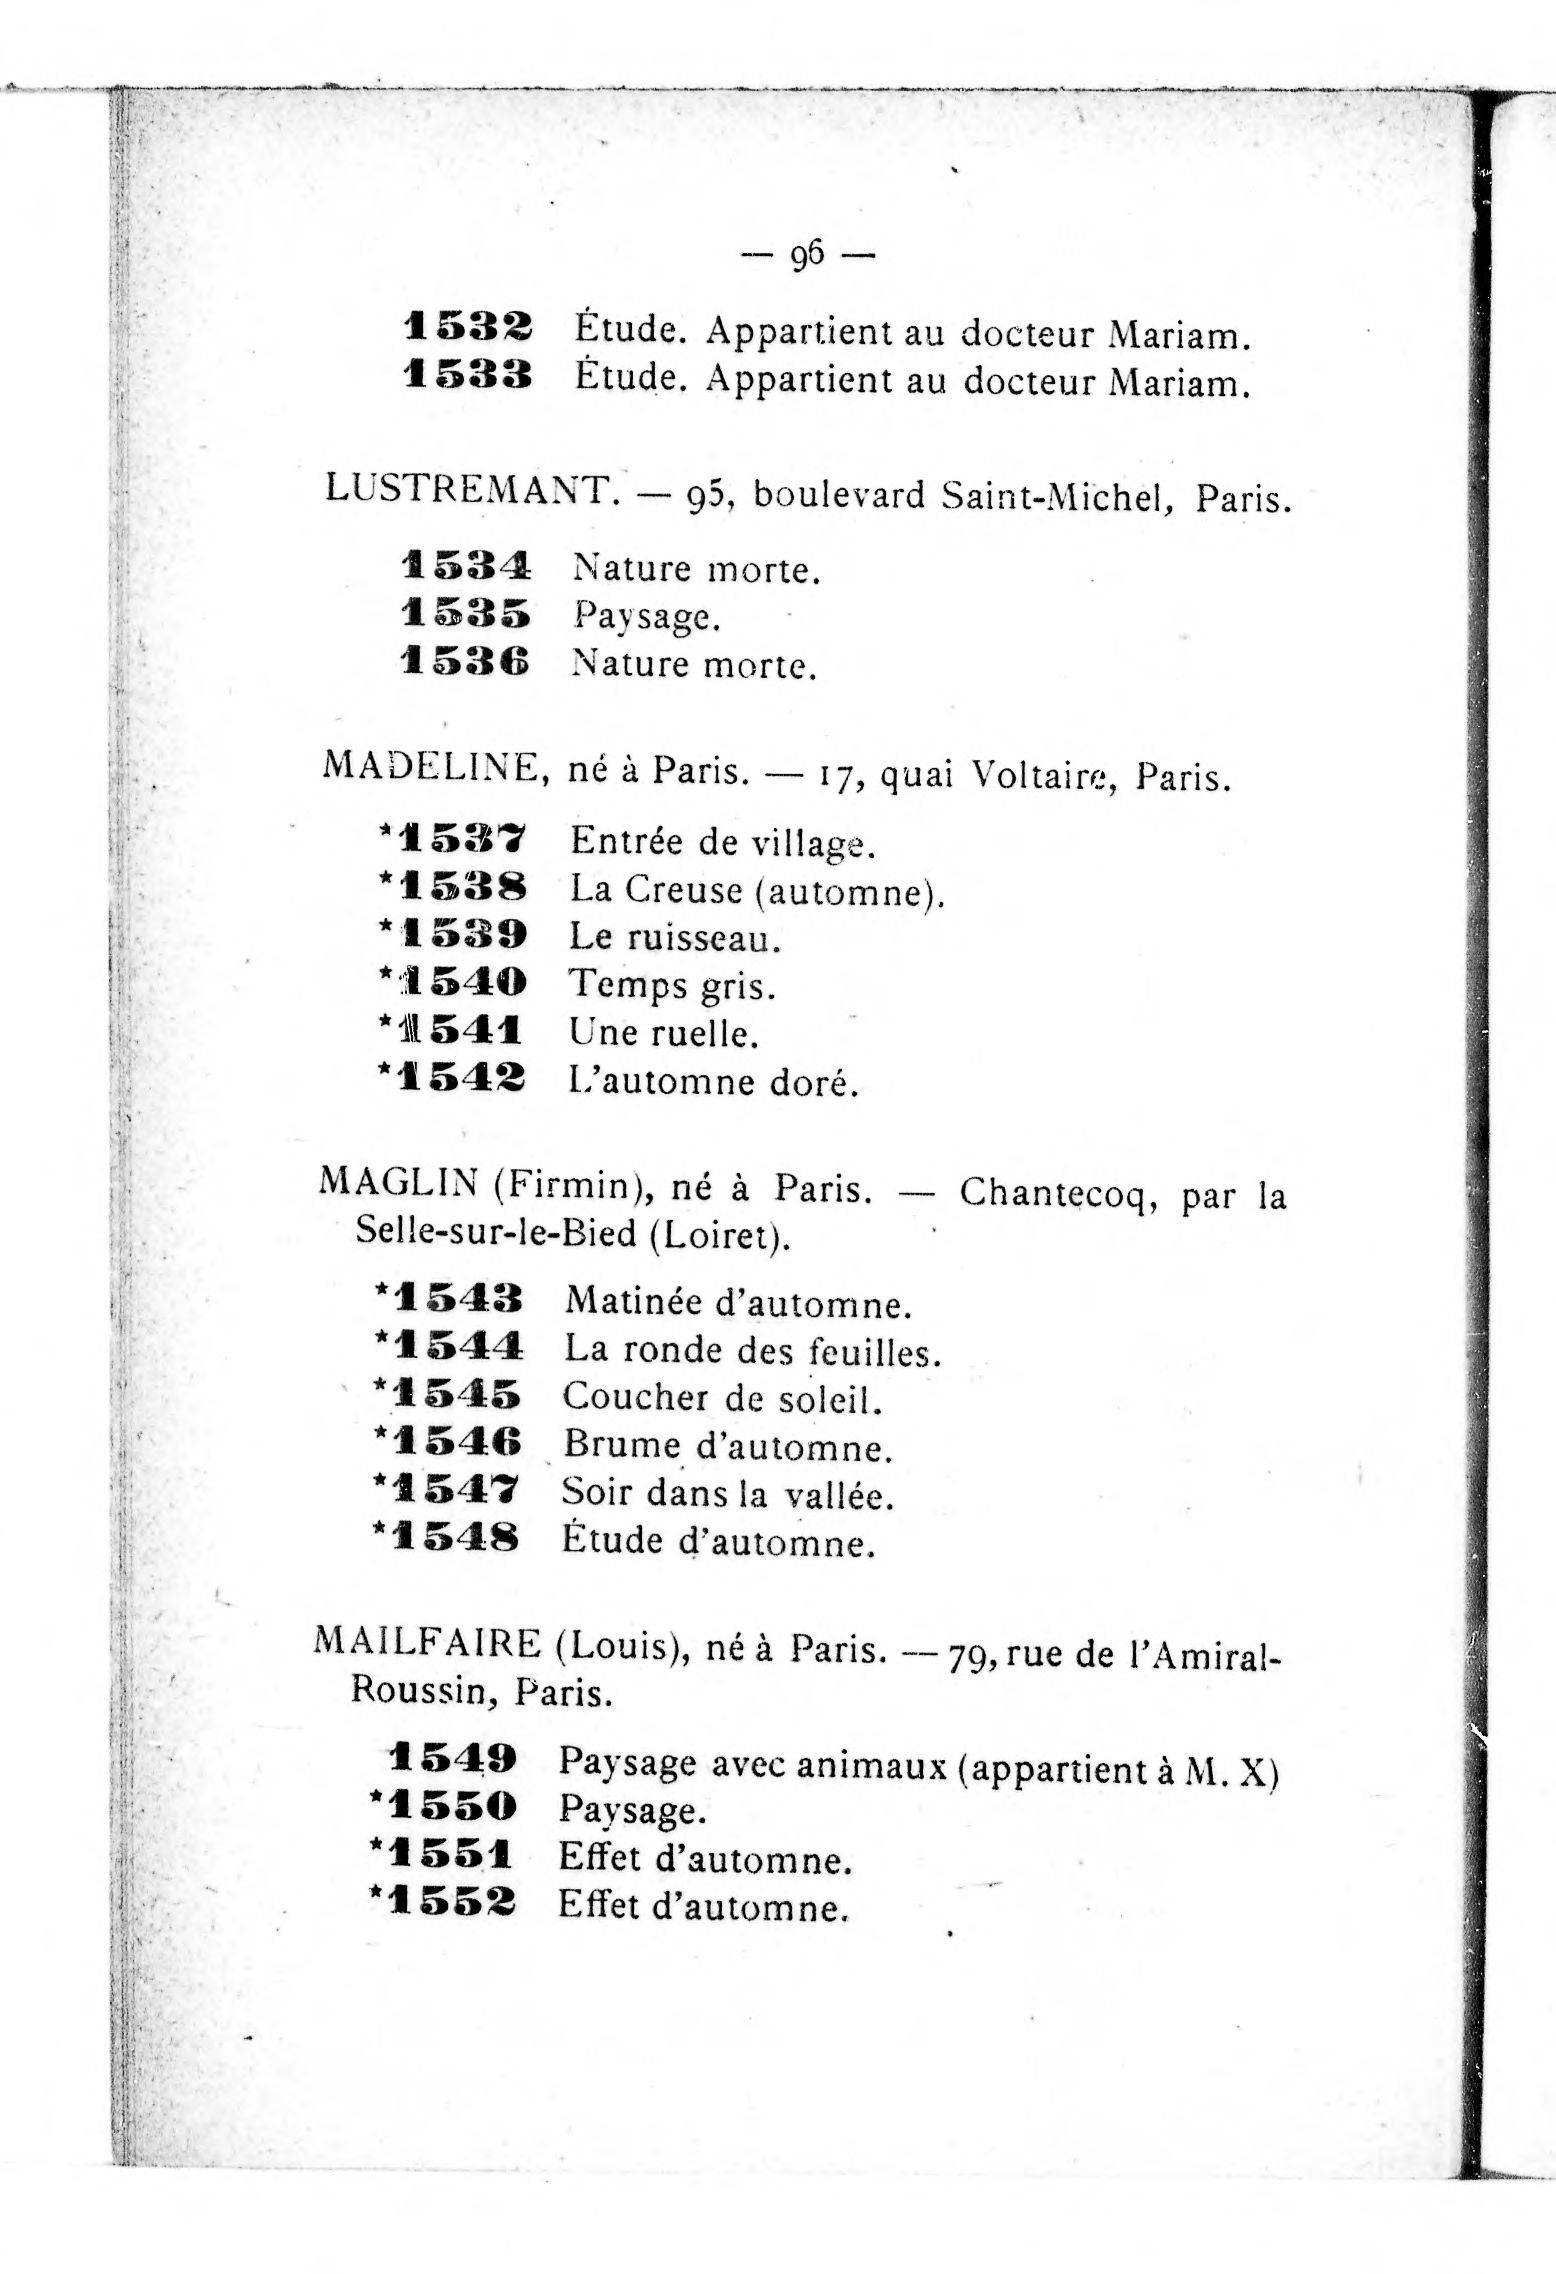 — 96 —
1532 Étude. Appartient au docteur Mariam.
1533 Étude. Appartient au docteur Mariam.
LUSTREMANT. — 95, boulevard Saint-Michel, Paris.
1534 Nature morte.
1535 Paysage.
1536 Nature morte.
MADELINE, né à Paris. — 17, quai Voltaire, Paris.
*1537 Entrée de village.
*1538 La Creuse (automne).
*1539 Le ruisseau.
*1540 Temps gris.
*1541 Une ruelle.
*1542 L'automne doré.
MAGLIN (Firmin), né à Paris. — Chantecoq, par la
Selle-sur-le-Bied (Loiret).
*1543 Matinée d'automne.
*1544 La ronde des feuilles.
*1545 Coucher de soleil.
*1546 Brume d'automne.
*1547 Soir dans la vallée.
*1548 Étude d'automne.
MAILFAIRE (Louis), né à Paris. — 79, rue de l'Amiral-
Roussin, Paris.
1549 Paysage avec animaux (appartient à M. X)
*1550 Paysage.
*1551 Effet d'automne.
*1552 Effet d'automne.